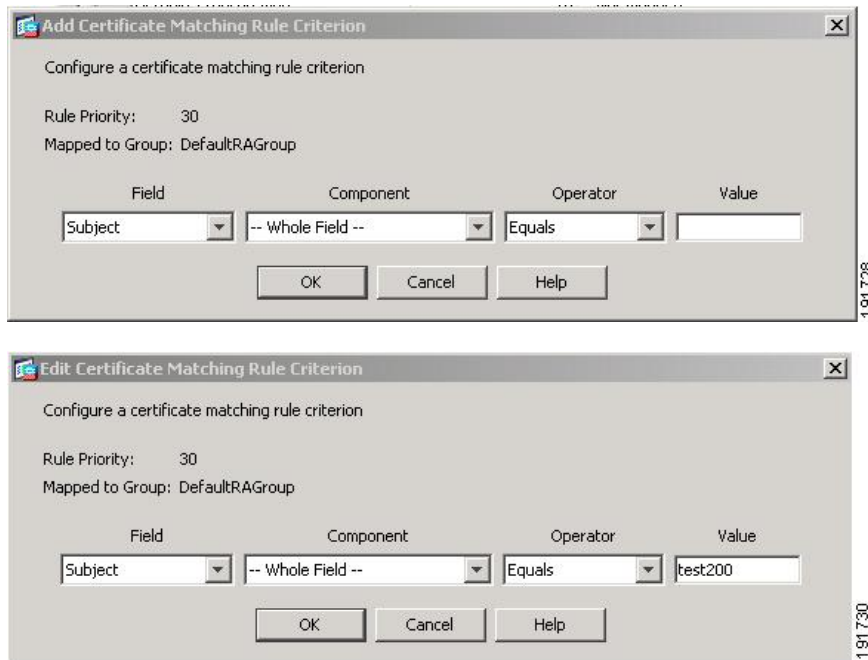 Add Certificate Matching Rule Criterion
Configure a certificate matching rule criterion
Rule Priority: 30
Mapped to Group: DefaultRAGroup
Field Component Operator Value
Subject -- Whole Field -- Equals
OK Cancel Help
191728
Edit Certificate Matching Rule Criterion
Configure a certificate matching rule criterion
Rule Priority: 30
Mapped to Group: DefaultRAGroup
Field Component Operator Value
Subject -- Whole Field -- Equals test200
OK Cancel Help
191730